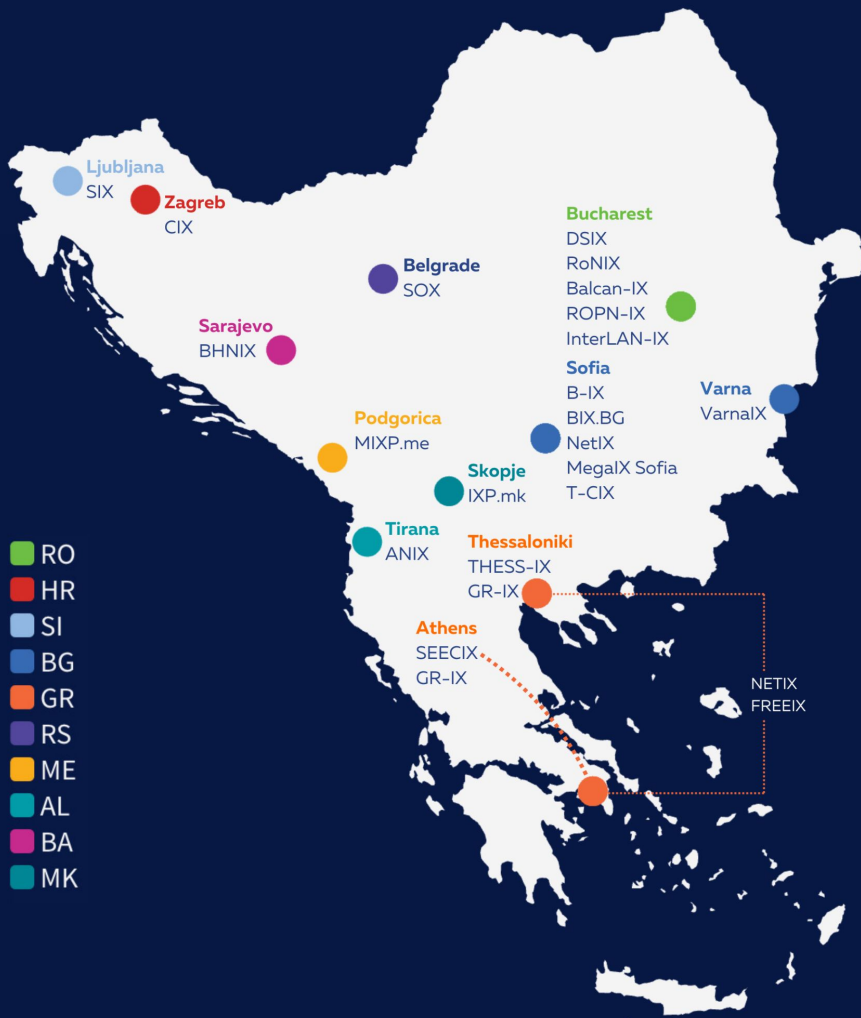 Ljubljana
SIX
Zagreb
CIX
Belgrade
SOX
Bucharest
DSIX
RoNIX
Balcan-IX
ROPN-IX
InterLAN-IX
Sarajevo
BHNIX
Sofia
B-IX
BIX.BG
NetIX
MegaIX Sofia
T-CIX
Varna
VarnaIX
Podgorica
MIXP.me
Skopje
IXP.mk
Tirana
ANIX
Thessaloniki
THESS-IX
GR-IX
Athens
SEECIX
GR-IX
NETIX
FREEIX
RO
HR
SI
BG
GR
RS
ME
AL
BA
MK